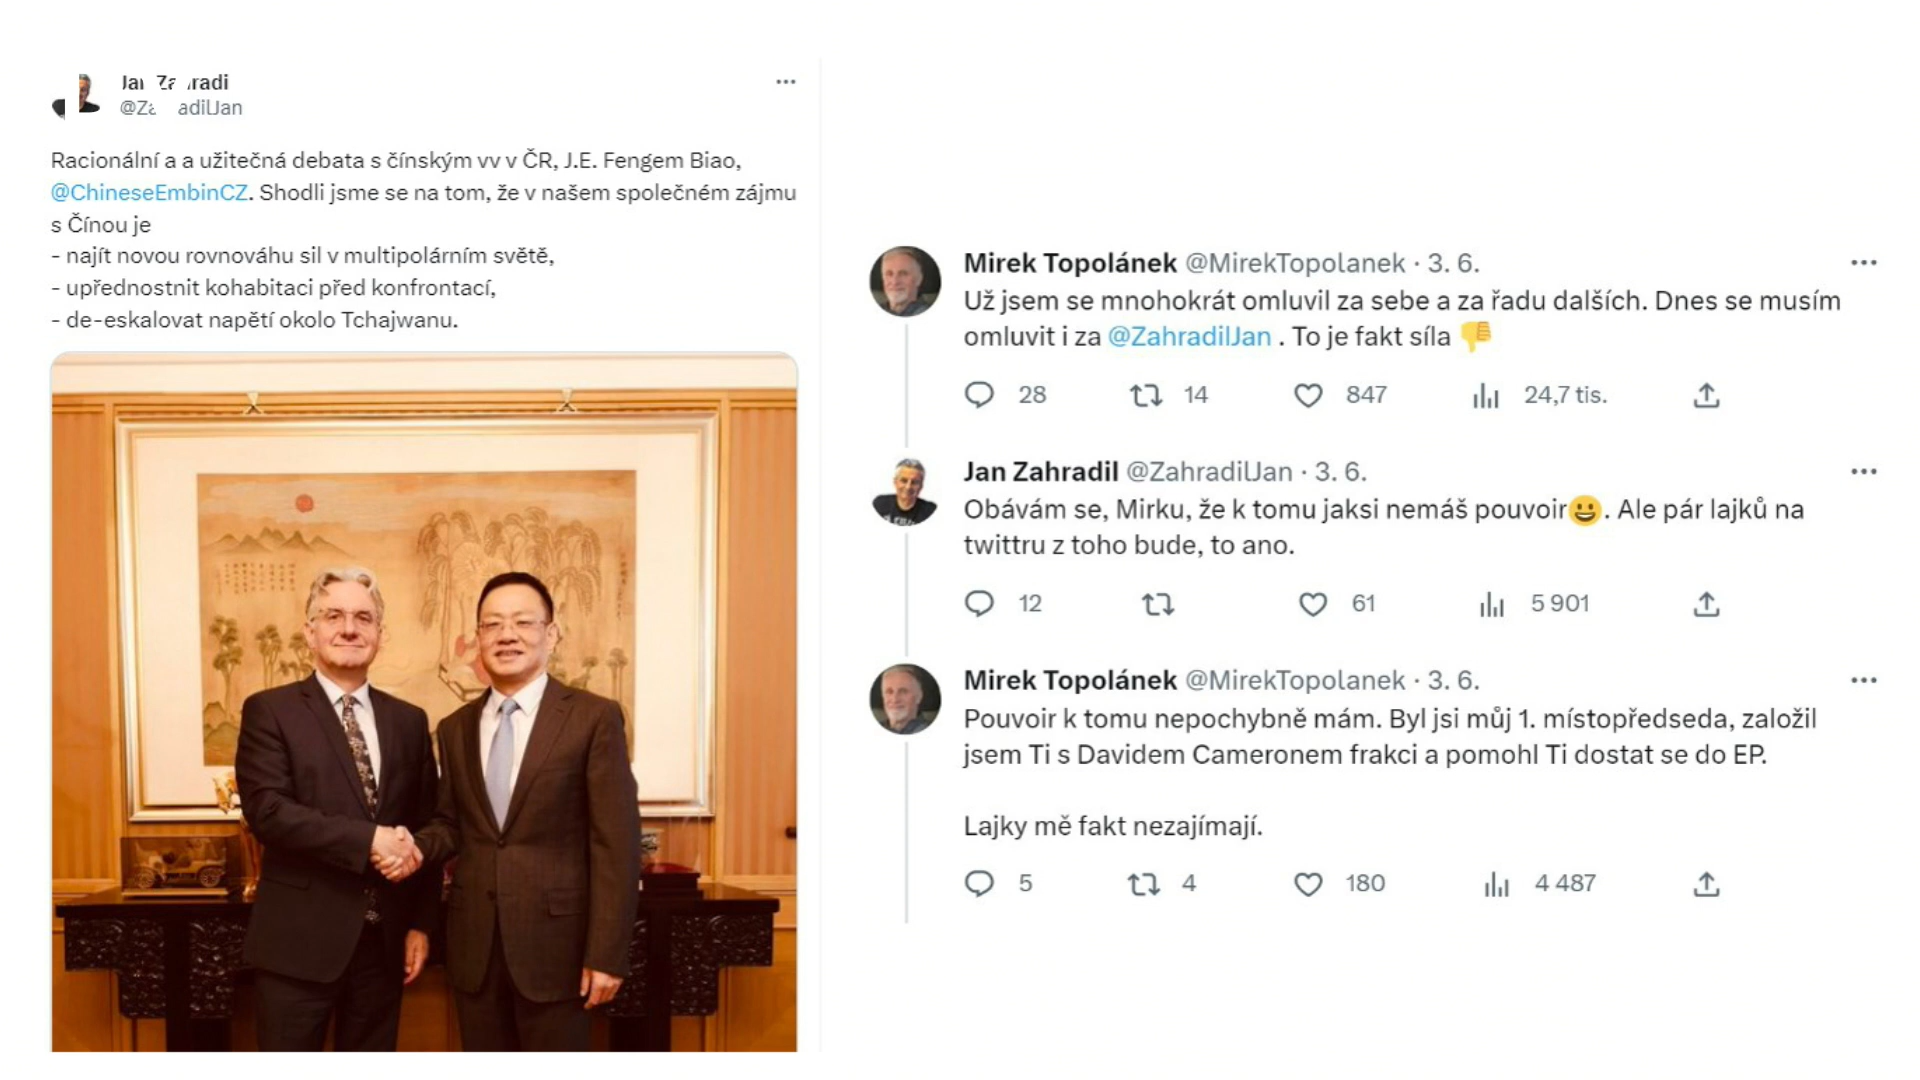 Racionální a a užitečná debata s čínským vv v ČR, J.E. Fengem Biao,
@ChineseEmbinCZ. Shodli jsme se na tom, že v našem společném zájmu
s Čínou je
- najít novou rovnováhu sil v multipolárním světě,
- upřednostnit kohabitaci před konfrontací,
- de-eskalovat napětí okolo Tchajwanu.
Mirek Topolánek @MirekTopolanek · 3. 6.
Už jsem se mnohokrát omluvil za sebe a za řadu dalších. Dnes se musím
omluvit i za @ZahradilJan . To je fakt síla 👎
28 14 847 24,7 tis.
Jan Zahradil @ZahradilJan · 3. 6.
Obávám se, Mirku, že k tomu jaksi nemáš pouvoir😀. Ale pár lajků na
twittru z toho bude, to ano.
12 61 5 901
Mirek Topolánek @MirekTopolanek · 3. 6.
Pouvoir k tomu nepochybně mám. Byl jsi můj 1. místopředseda, založil
jsem Ti s Davidem Cameronem frakci a pomohl Ti dostat se do EP.
Lajky mě fakt nezajímají.
5 4 180 4 487